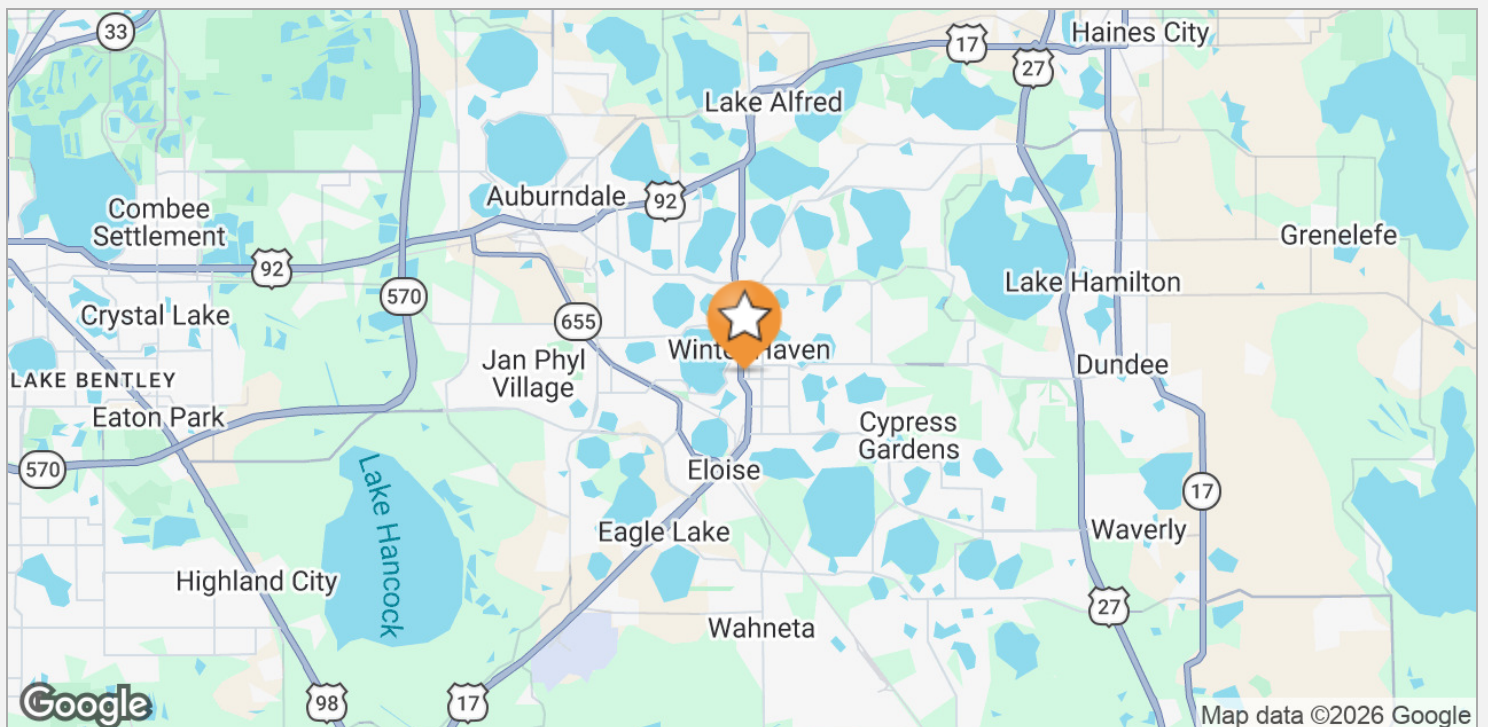 33
17
Haines City
27
Lake Alfred
Auburndale
92
Combee
Settlement
Grenelefe
92
570
Lake Hamilton
Crystal Lake
655
Winter Haven
Jan Phyl
Village
Dundee
LAKE BENTLEY
Eaton Park
Cypress
Gardens
570
Eloise
Lake Hancock
17
Eagle Lake
Waverly
Highland City
27
Wahneta
Google
98
17
Map data ©2026 Google